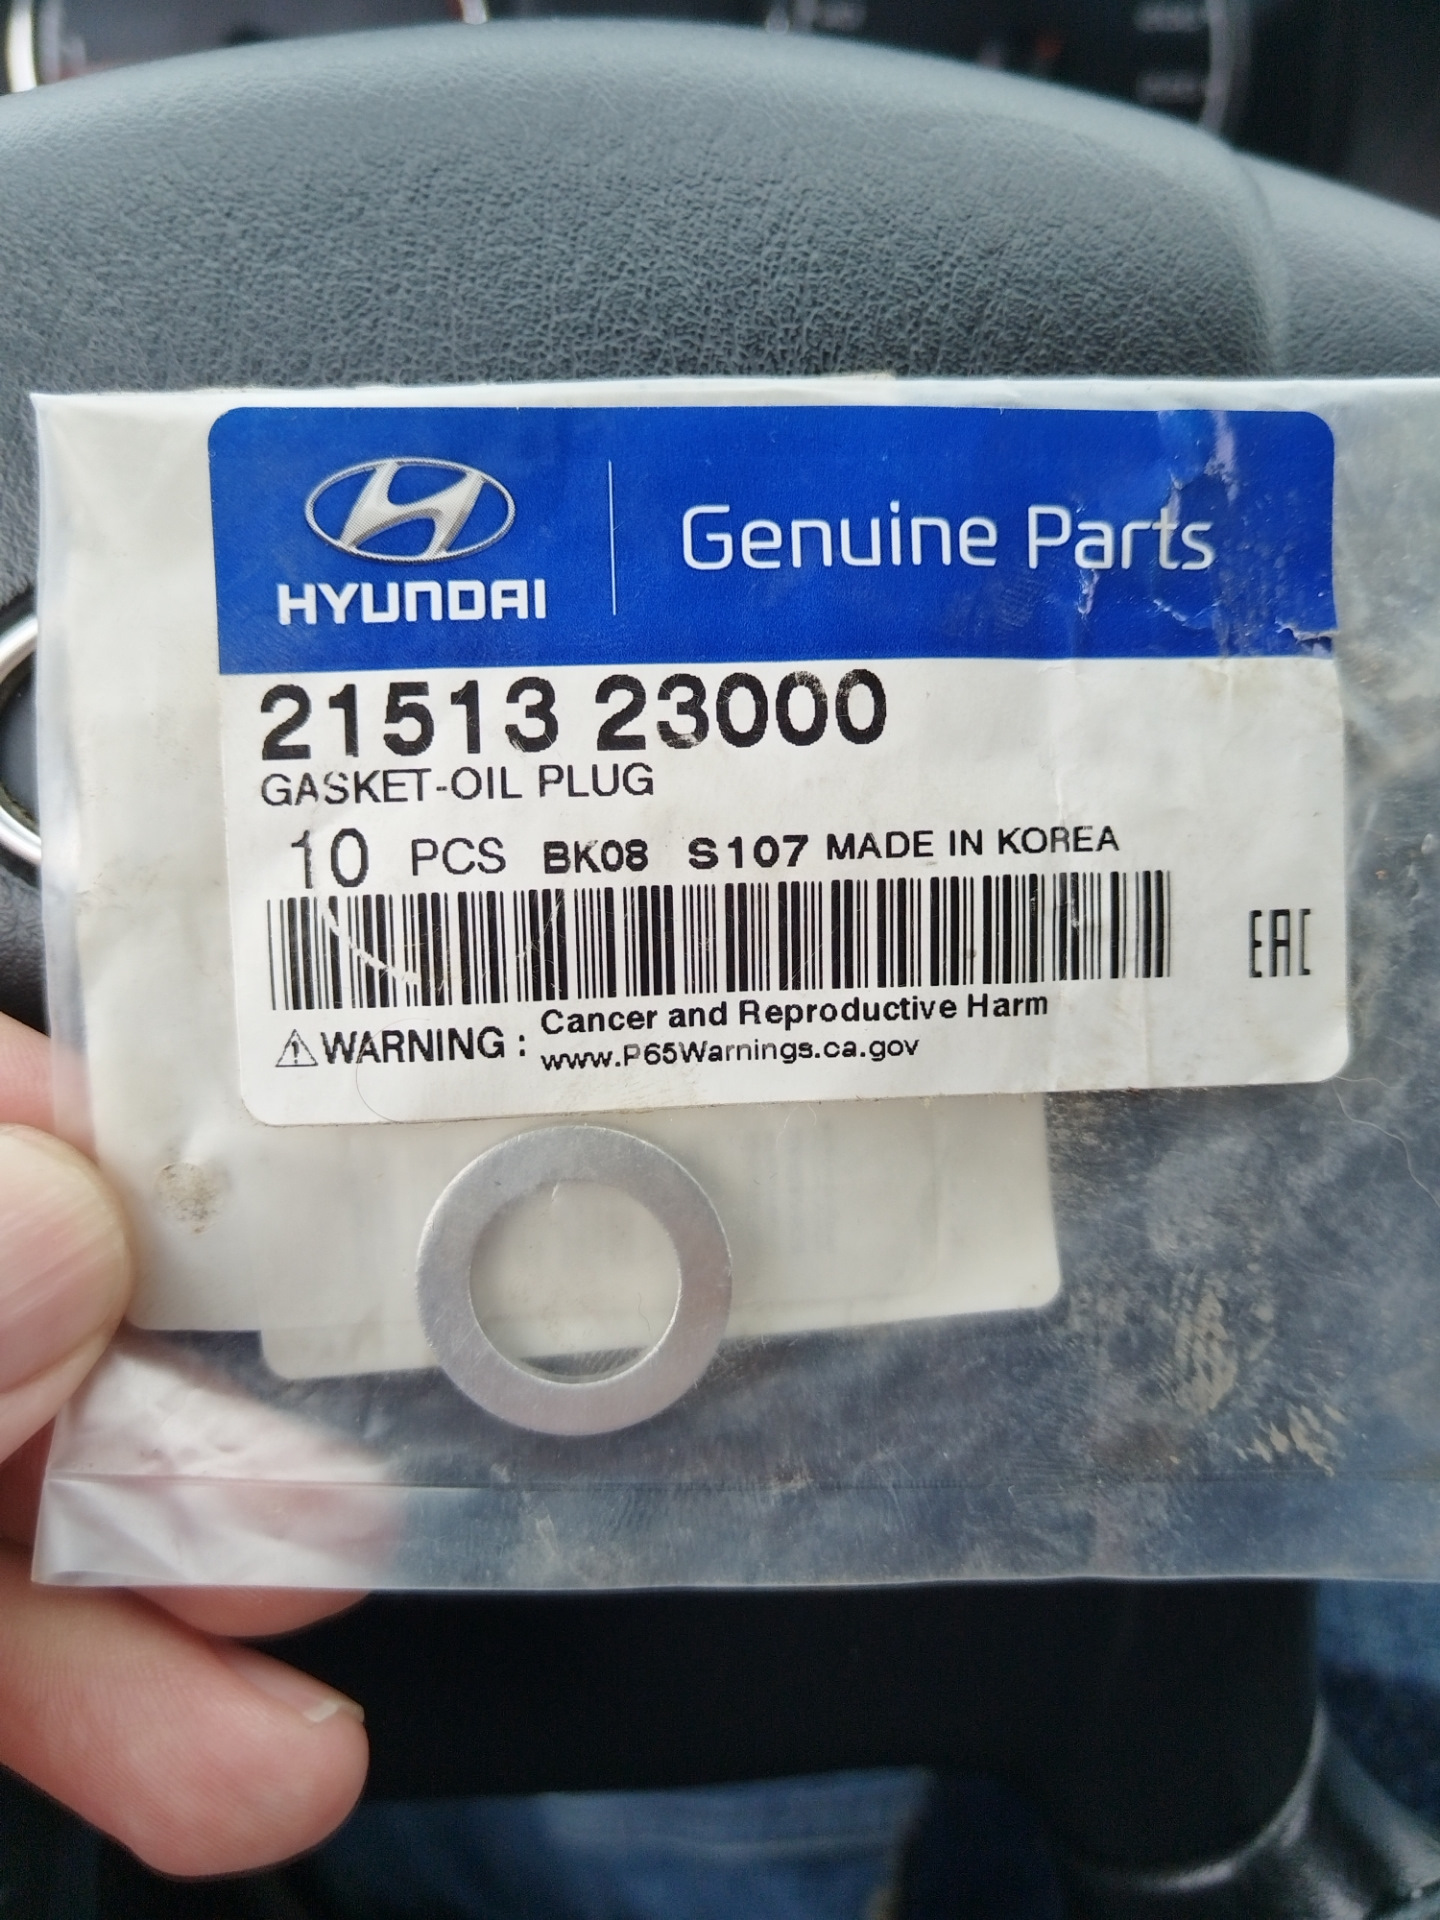 HYUNDAI
Genuine Parts
21513 23000
GASKET-OIL PLUG
10 PCS BK08 S107 MADE IN KOREA
EAC
⚠WARNING : Cancer and Reproductive Harm
www.P65Warnings.ca.gov